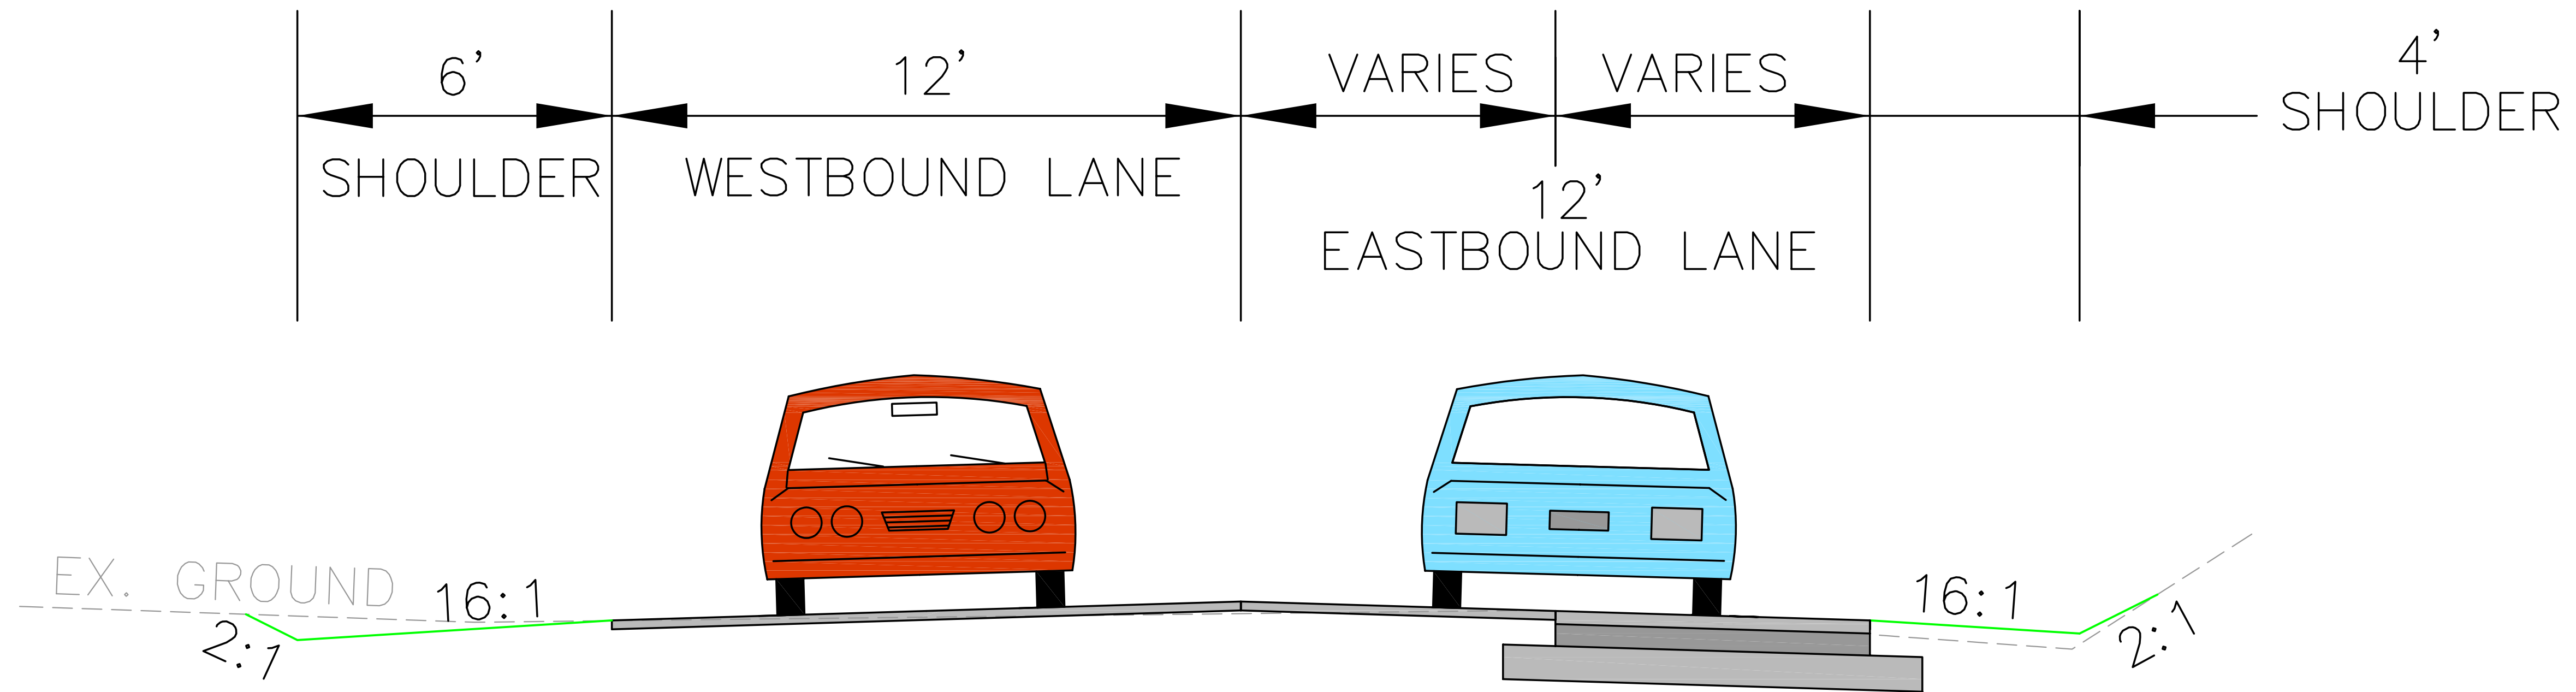 6'
SHOULDER
12'
WESTBOUND LANE
VARIES
VARIES
12'
EASTBOUND LANE
4'
SHOULDER
EX. GROUND
16:1
2:1
16:1
2:1